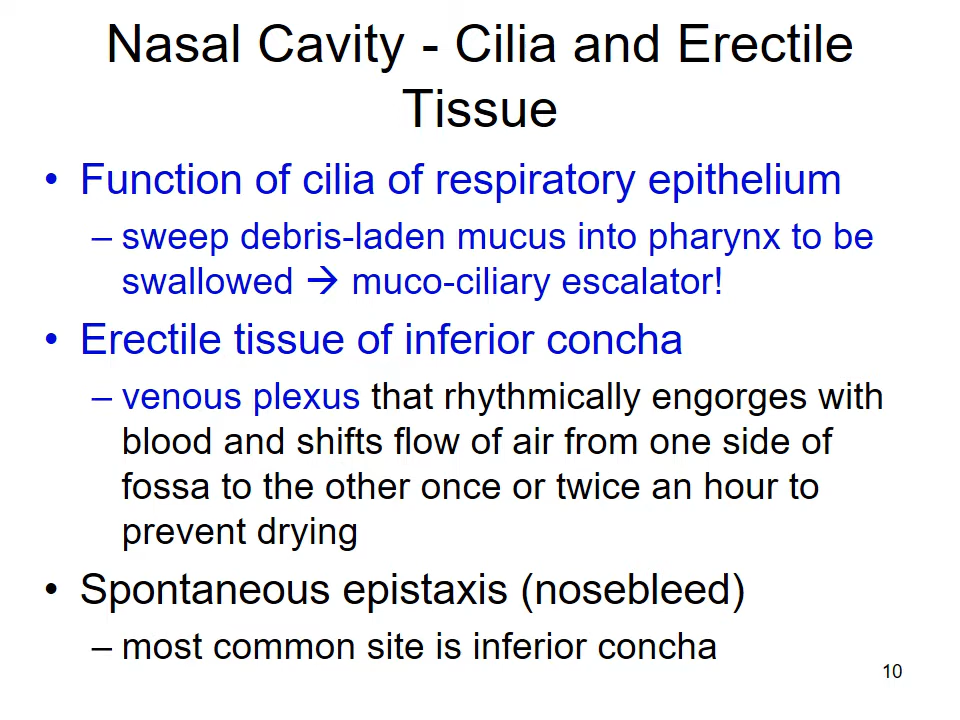 Nasal Cavity - Cilia and Erectile
Tissue
• Function of cilia of respiratory epithelium
– sweep debris-laden mucus into pharynx to be
swallowed → muco-ciliary escalator!
• Erectile tissue of inferior concha
– venous plexus that rhythmically engorges with
blood and shifts flow of air from one side of
fossa to the other once or twice an hour to
prevent drying
• Spontaneous epistaxis (nosebleed)
– most common site is inferior concha
10